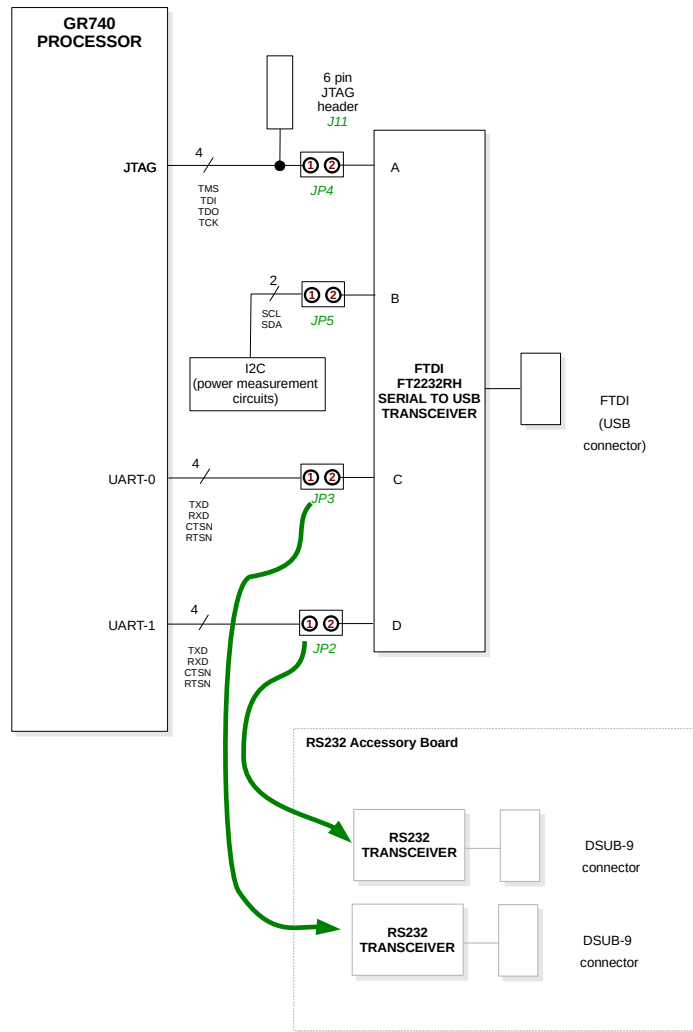 GR740
PROCESSOR
6 pin
JTAG
header
J11
JTAG
4
1 2
A
JP4
TMS
TDI
TDO
TCK
2
1 2
B
JP5
SCL
SDA
I2C
(power measurement
circuits)
FTDI
FT2232RH
SERIAL TO USB
TRANSCEIVER
FTDI
(USB
connector)
UART-0
4
1 2
C
JP3
TXD
RXD
CTSN
RTSN
UART-1
4
1 2
D
JP2
TXD
RXD
CTSN
RTSN
RS232 Accessory Board
RS232
TRANSCEIVER
DSUB-9
connector
RS232
TRANSCEIVER
DSUB-9
connector